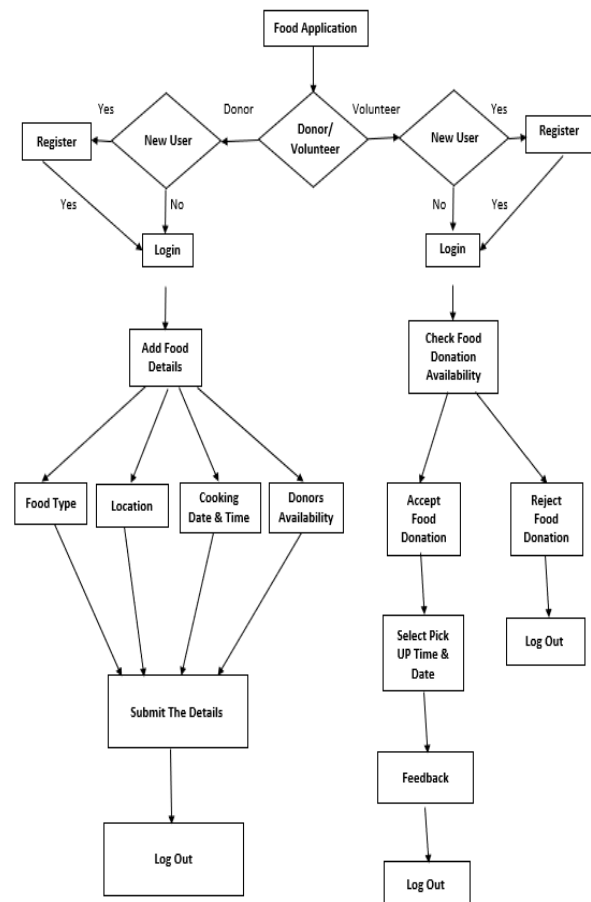 Food Application
Yes
Donor
Volunteer
Yes
Register
New User
Donor/
Volunteer
New User
Register
Yes
No
No
Yes
Login
Login
Add Food
Details
Check Food
Donation
Availability
Food Type
Location
Cooking
Date & Time
Donors
Availability
Accept
Food
Donation
Reject
Food
Donation
Select Pick
UP Time &
Date
Log Out
Submit The Details
Feedback
Log Out
Log Out